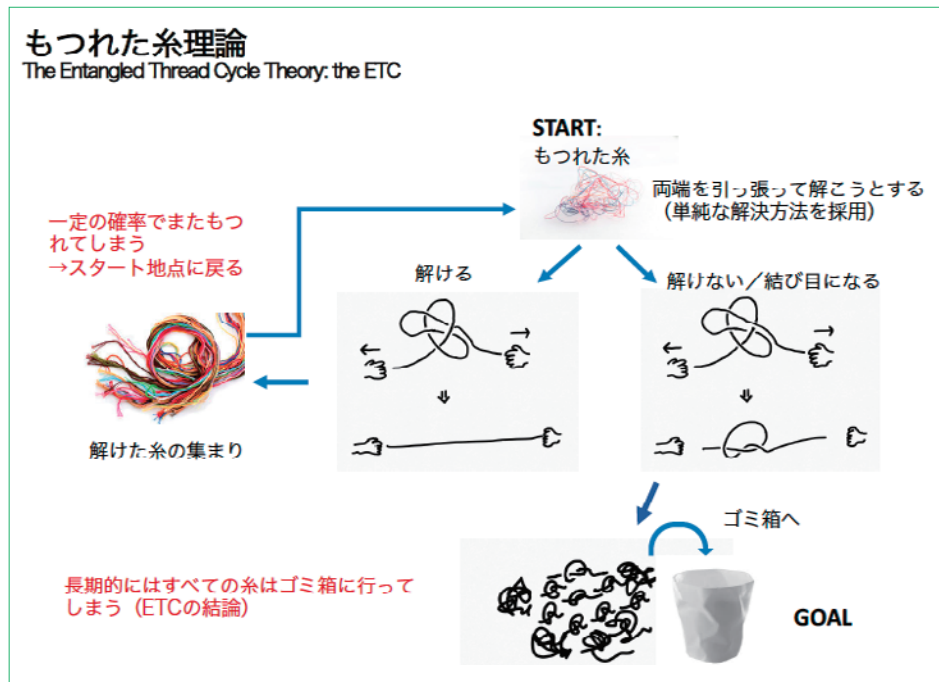 もつれた糸理論
The Entangled Thread Cycle Theory: the ETC
START:
もつれた糸
両端を引っ張って解こうとする
（単純な解決方法を採用）
一定の確率でまたもつ
れてしまう
→スタート地点に戻る
解ける
解けない／結び目になる
解けた糸の集まり
ゴミ箱へ
長期的にはすべての糸はゴミ箱に行って
しまう（ETCの結論）
GOAL